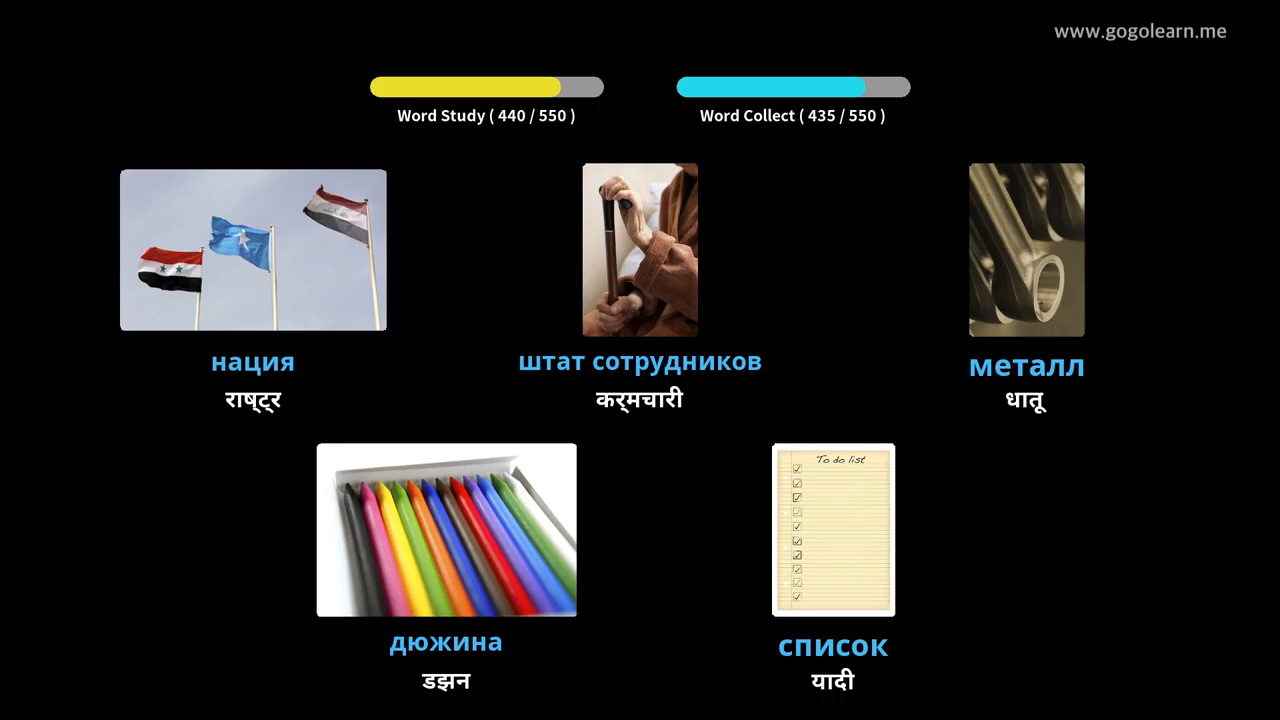 www.gogolearn.me
Word Study ( 440 / 550 )
Word Collect ( 435 / 550 )
нация
राष्ट्र
штат сотрудников
कर्मचारी
металл
धातू
To do list
дюжина
डझन
список
यादी